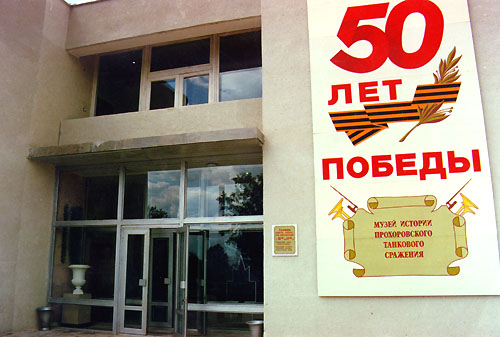 50
ЛЕТ
ПОБЕДЫ
МУЗЕЙ ИСТОРИИ
ПРОХОРОВСКОГО
ТАНКОВОГО
СРАЖЕНИЯ